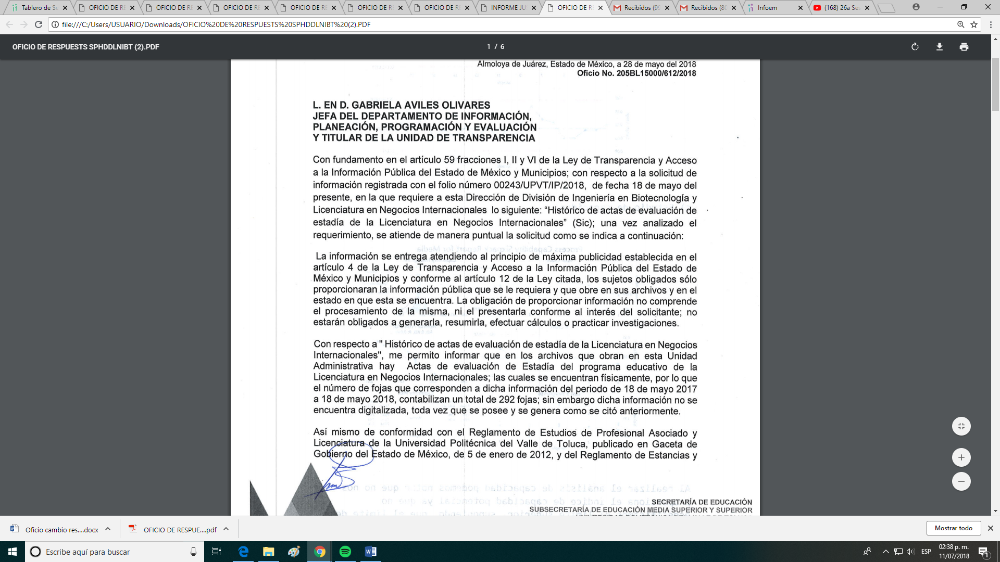 Tablero de Se
OFICIO DE RE
OFICIO DE RE
OFICIO DE RE
OFICIO DE RE
OFICIO DE RE
OFICIO DE RE
INFORME JU
OFICIO DE R
Recibidos (99
Recibidos (80
Infoem
(168) 26a Ses
file:///C:/Users/USUARIO/Downloads/OFICIO%20DE%20RESPUESTS%20SPHDDLNIBT%20(2).PDF
OFICIO DE RESPUESTS SPHDDLNIBT (2).PDF
1 / 6
Almoloya de Juárez, Estado de México, a 28 de mayo del 2018
Oficio No. 205BL15000/612/2018
L. EN D. GABRIELA AVILES OLIVARES
JEFA DEL DEPARTAMENTO DE INFORMACIÓN,
PLANEACIÓN, PROGRAMACIÓN Y EVALUACIÓN
Y TITULAR DE LA UNIDAD DE TRANSPARENCIA
Con fundamento en el artículo 59 fracciones I, II y VI de la Ley de Transparencia y Acceso
a la Información Pública del Estado de México y Municipios; con respecto a la solicitud de
información registrada con el folio número 00243/UPVT/IP/2018, de fecha 18 de mayo del
presente, en la que requiere a esta Dirección de División de Ingeniería en Biotecnología y
Licenciatura en Negocios Internacionales lo siguiente: “Histórico de actas de evaluación de
estadía de la Licenciatura en Negocios Internacionales” (Sic); una vez analizado el
requerimiento, se atiende de manera puntual la solicitud como se indica a continuación:
La información se entrega atendiendo al principio de máxima publicidad establecida en el
artículo 4 de la Ley de Transparencia y Acceso a la Información Pública del Estado de
México y Municipios y conforme al artículo 12 de la Ley citada, los sujetos obligados sólo
proporcionaran la información pública que se le requiera y que obre en sus archivos y en el
estado en que esta se encuentra. La obligación de proporcionar información no comprende
el procesamiento de la misma, ni el presentarla conforme al interés del solicitante; no
estarán obligados a generarla, resumirla, efectuar cálculos o practicar investigaciones.
Con respecto a " Histórico de actas de evaluación de estadía de la Licenciatura en Negocios
Internacionales", me permito informar que en los archivos que obran en esta Unidad
Administrativa hay Actas de evaluación de Estadía del programa educativo de la
Licenciatura en Negocios Internacionales; las cuales se encuentran físicamente, por lo que
el número de fojas que corresponden a dicha información del periodo de 18 de mayo 2017
a 18 de mayo 2018, contabilizan un total de 292 fojas; sin embargo dicha información no se
encuentra digitalizada, toda vez que se posee y se genera como se citó anteriormente.
Así mismo de conformidad con el Reglamento de Estudios de Profesional Asociado y
Licenciatura de la Universidad Politécnica del Valle de Toluca, publicado en Gaceta de
Gobierno del Estado de México, de 5 de enero de 2012, y del Reglamento de Estancias y
SECRETARÍA DE EDUCACIÓN
SUBSECRETARÍA DE EDUCACIÓN MEDIA SUPERIOR Y SUPERIOR
Oficio cambio res....docx
OFICIO DE RESPUE....pdf
Mostrar todo
Escribe aquí para buscar
ESP
02:38 p. m.
11/07/2018
1